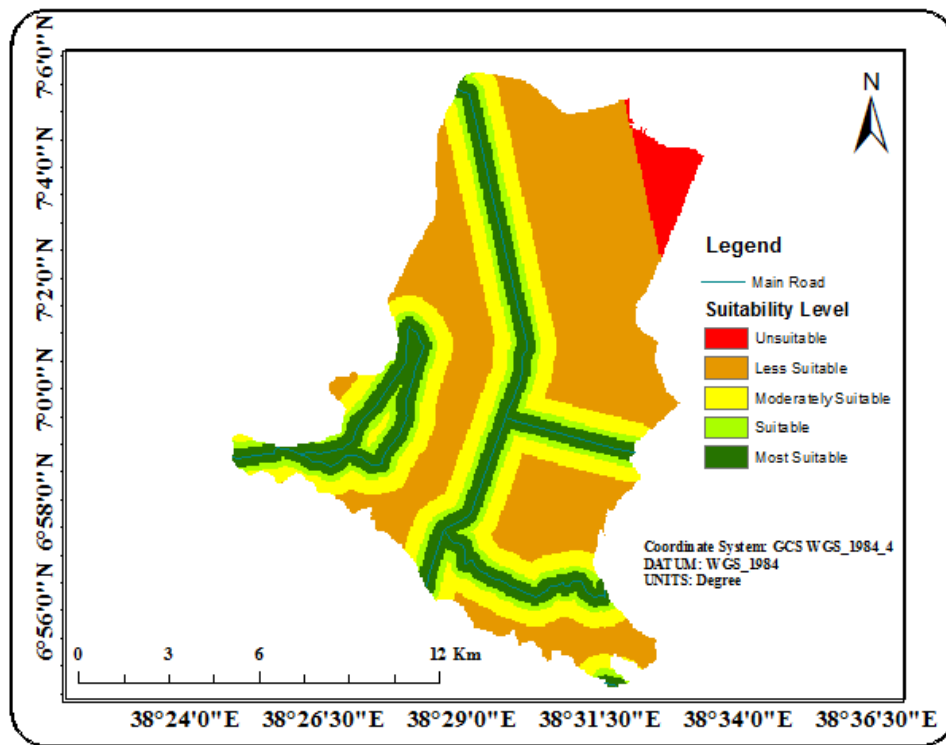 7°6'0"N
7°4'0"N
7°2'0"N
7°0'0"N
6°58'0"N
6°56'0"N
N
Legend
Main Road
Suitability Level
Unsuitable
Less Suitable
Moderately Suitable
Suitable
Most Suitable
Coordinate System: GCS WGS_1984_4
DATUM: WGS_1984
UNITS: Degree
0 3 6 12 Km
38°24'0"E 38°26'30"E 38°29'0"E 38°31'30"E 38°34'0"E 38°36'30"E